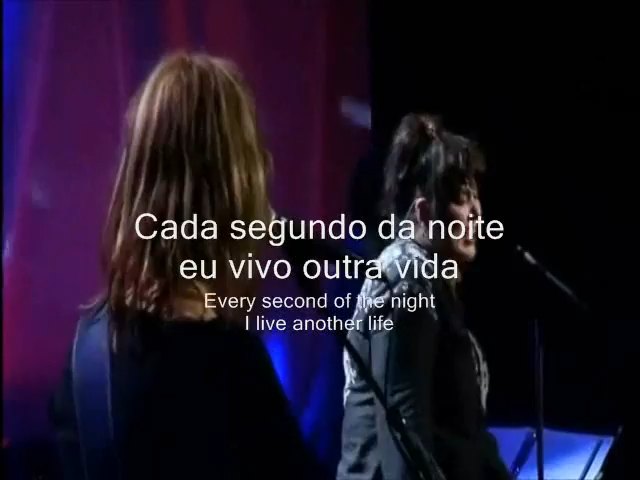 Cada segundo da noite
eu vivo outra vida
Every second of the night
I live another life